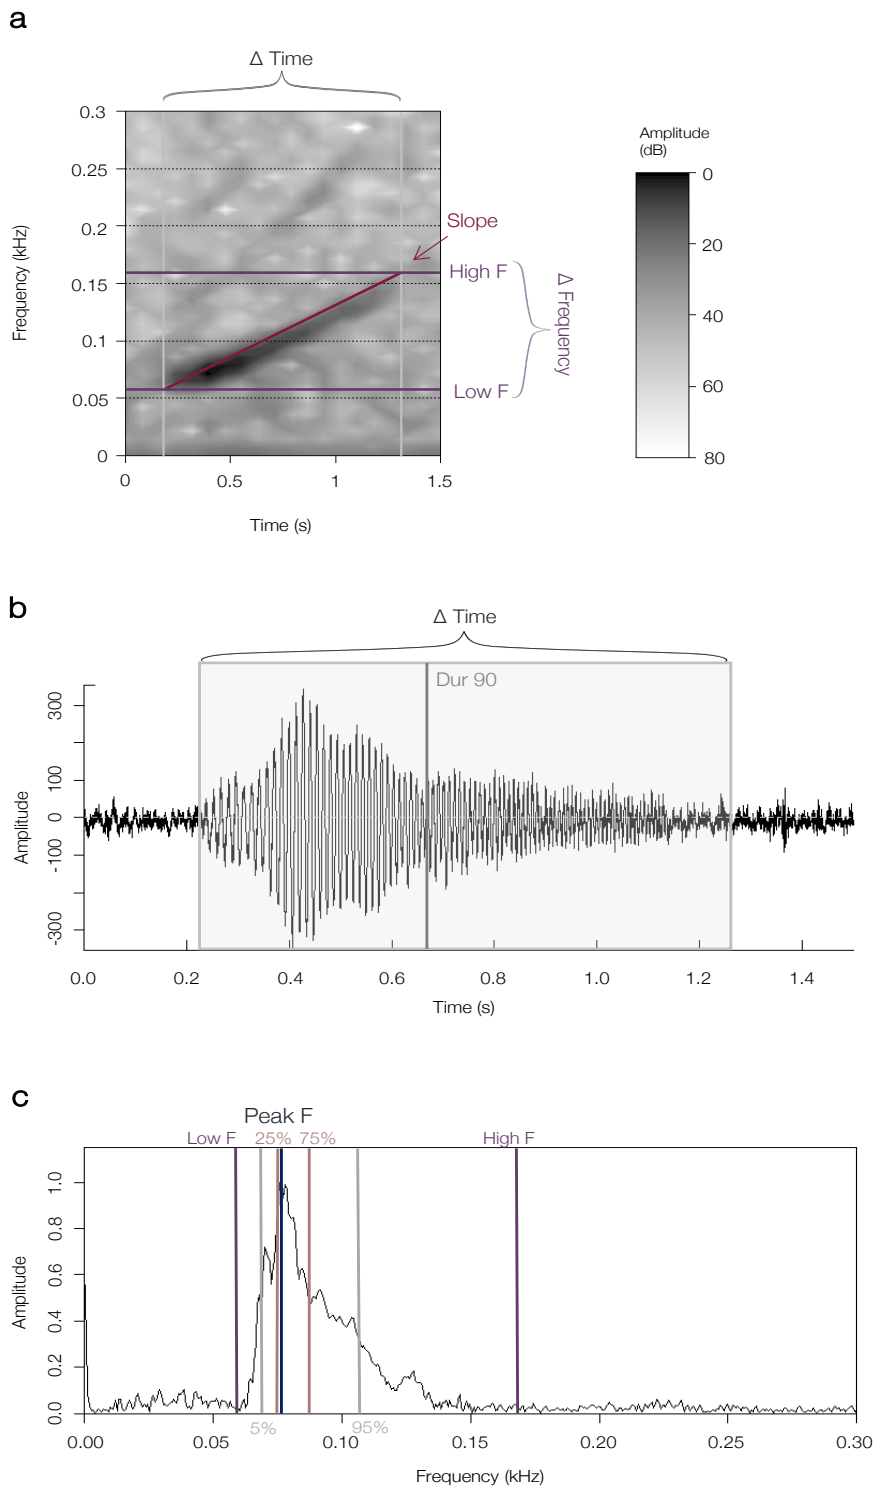 a
Δ Time
0.3
0.25
0.2
0.15
0.1
0.05
0
Frequency (kHz)
0 0.5 1 1.5
Time (s)
Slope
High F
Δ Frequency
Low F
Amplitude
(dB)
0
20
40
60
80
b
Δ Time
Dur 90
300
100
0
-100
-300
Amplitude
0.0 0.2 0.4 0.6 0.8 1.0 1.2 1.4
Time (s)
c
Peak F
Low F 25% 75% High F
1.0
0.8
0.6
0.4
0.2
0.0
Amplitude
5% 95%
0.00 0.05 0.10 0.15 0.20 0.25 0.30
Frequency (kHz)